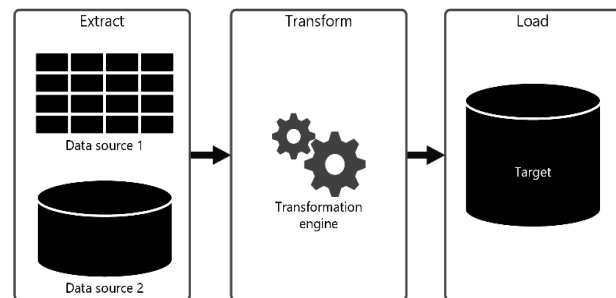 Extract
Data source 1
Data source 2
Transform
Transformation
engine
Load
Target